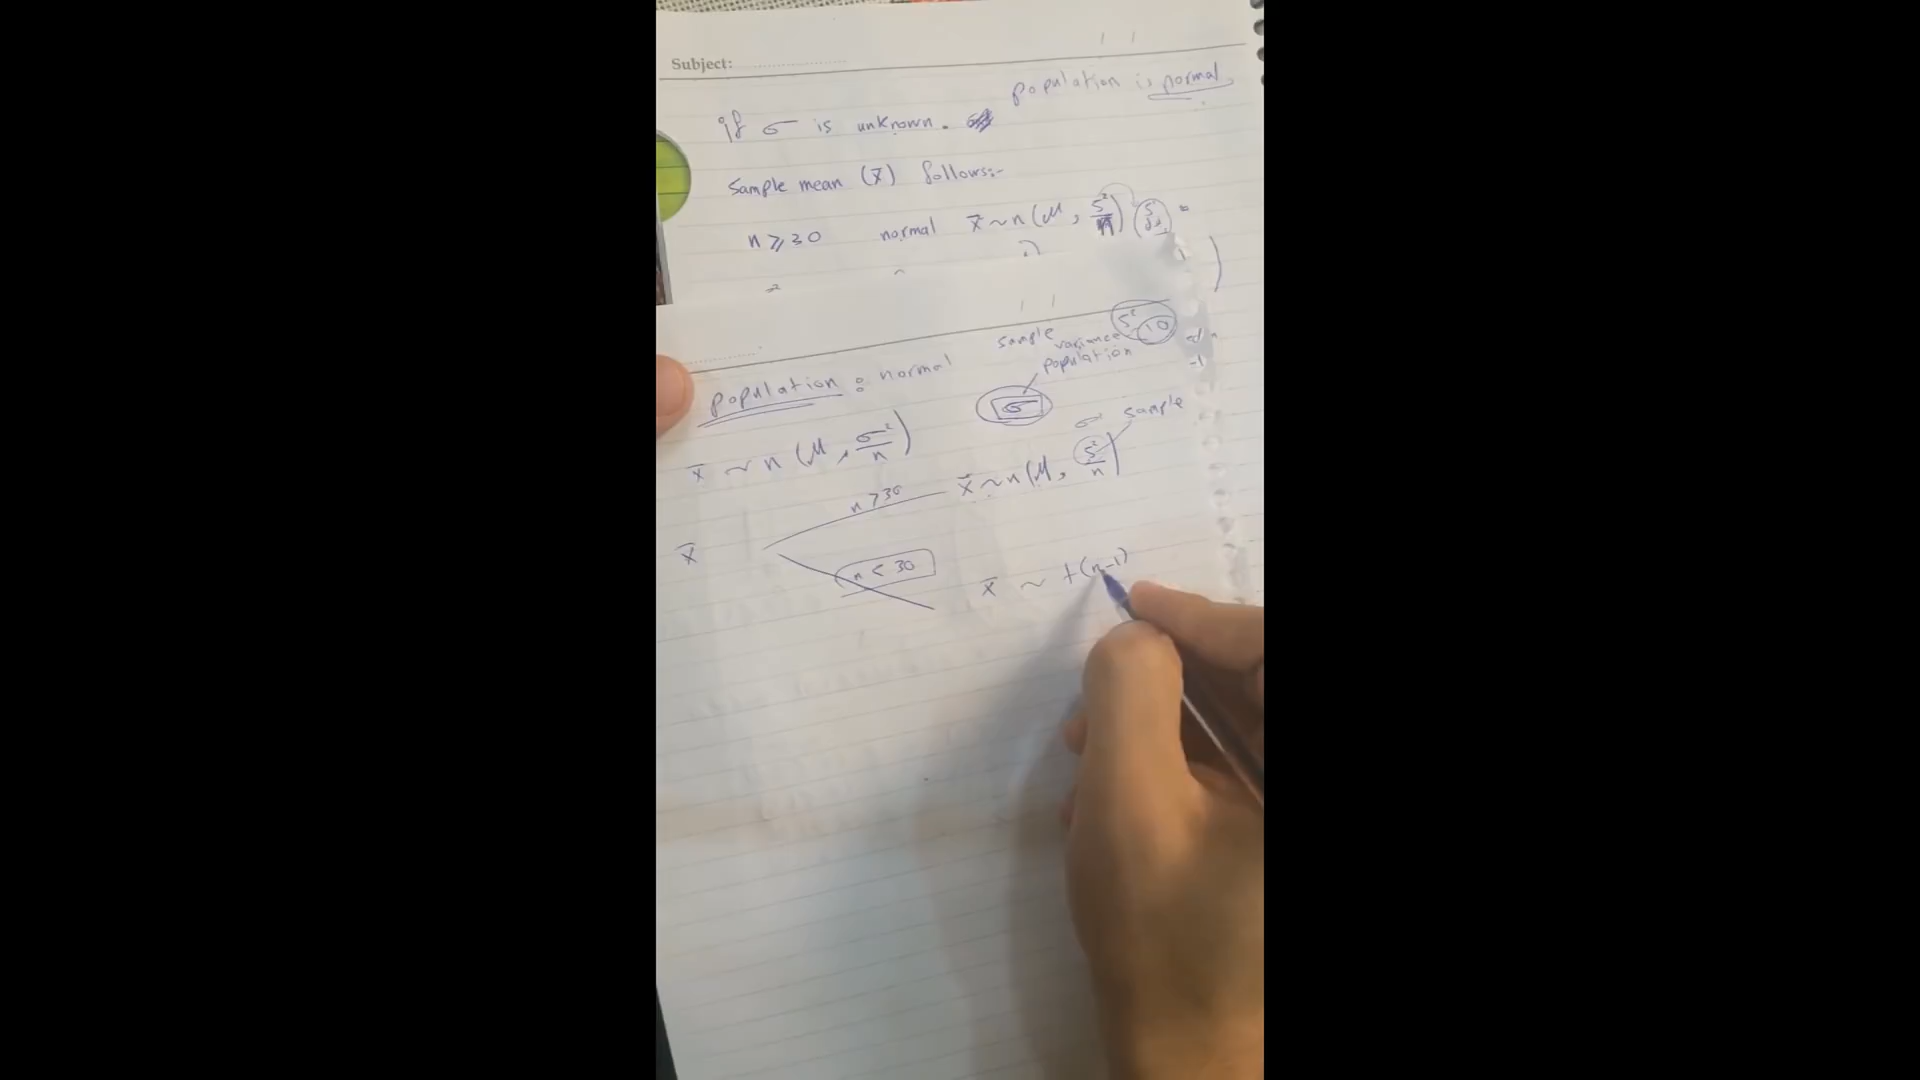 Subject:
population is normal.
if σ is unknown.
Sample mean (x̄) follows:-
n ⩾ 30 normal x̄ ~ n(M, S²/n)
sample variance S² 10
population : normal
population
σ
x̄ ~ n (M, σ²/n)
σ sample
n ⩾ 30 x̄ ~ n(M, S²/n)
x̄
n < 30
x̄ ~ t(n-1)